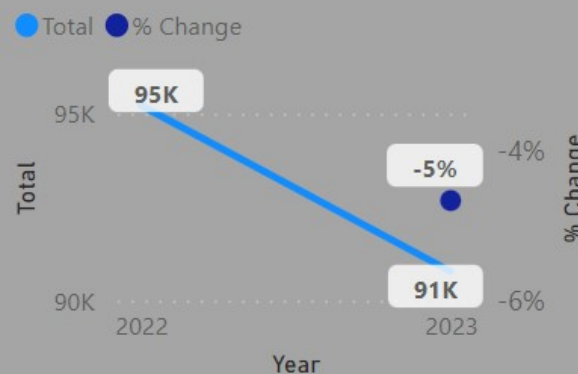 Total % Change
95K
95K
-4%
-5%
Total
% Change
91K
90K
-6%
2022 2023
Year